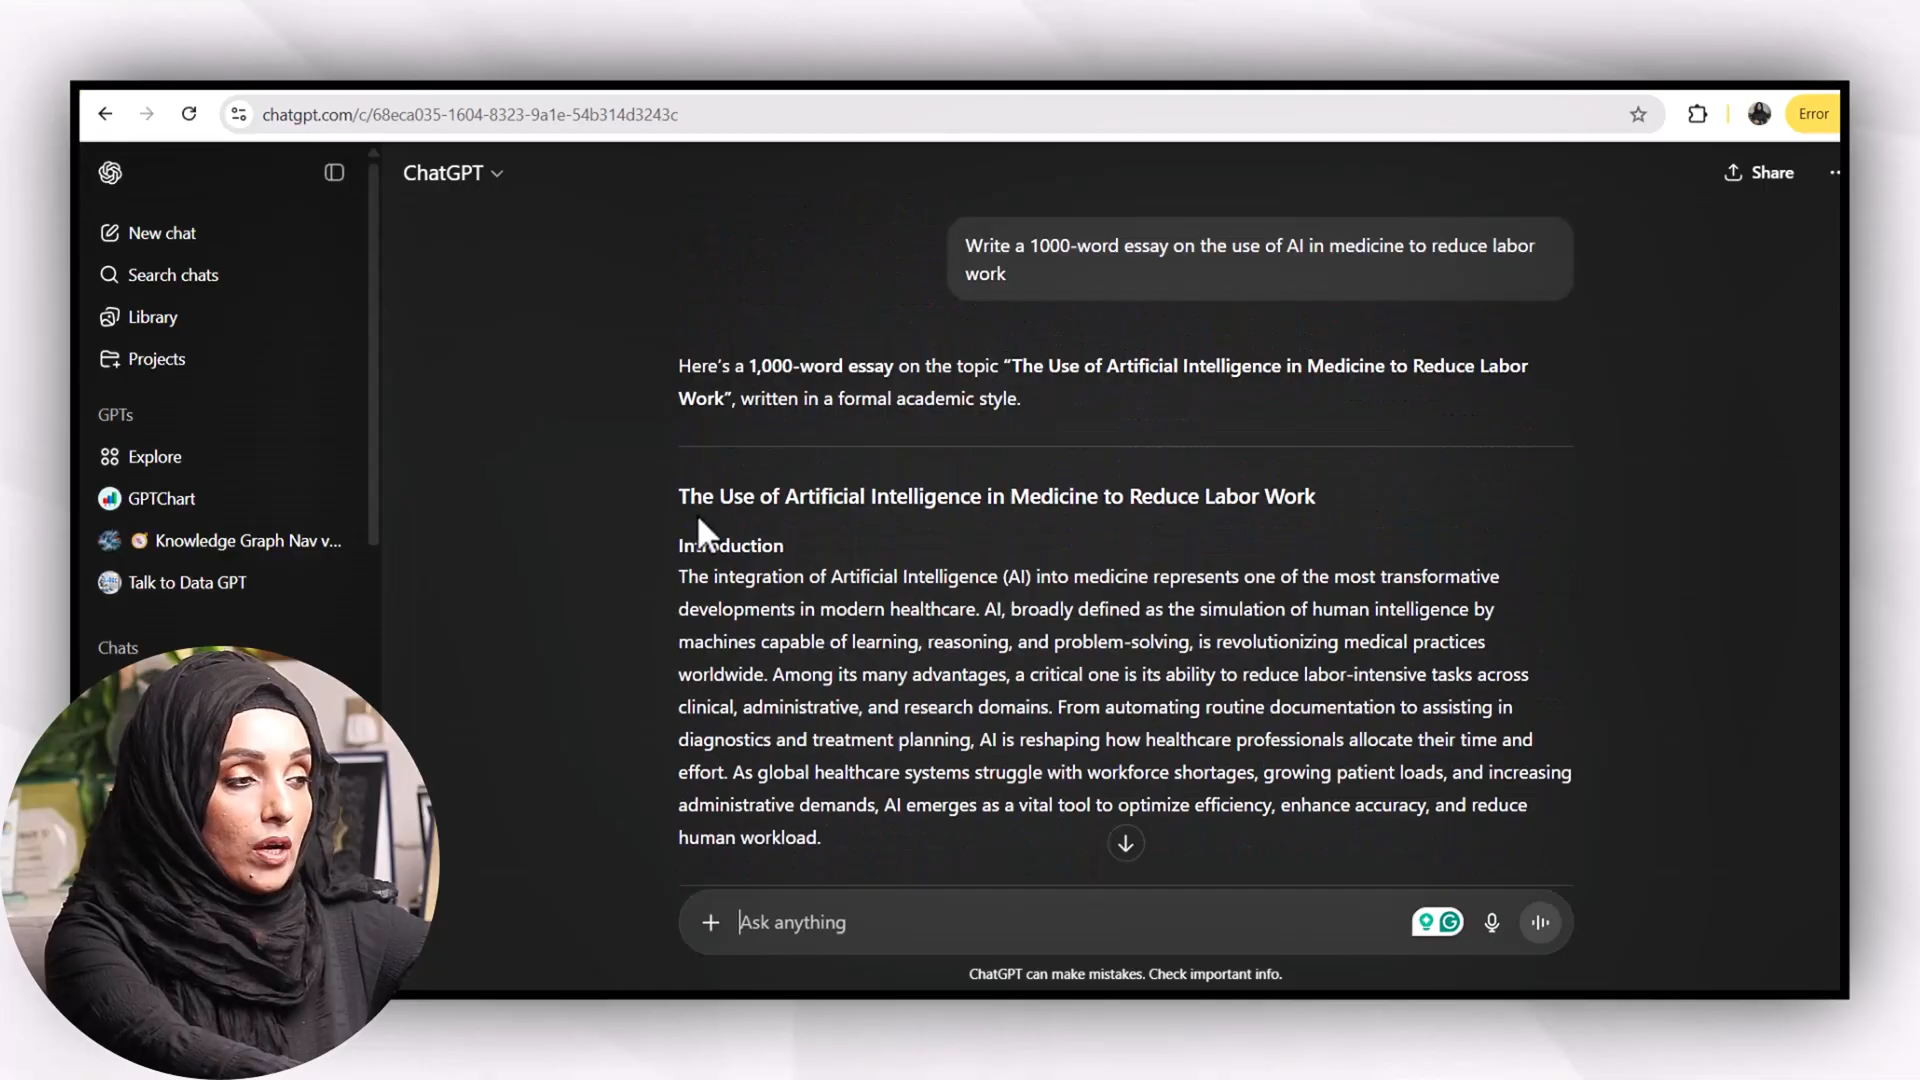 chatgpt.com/c/68eca035-1604-8323-9a1e-54b314d3243c
Error
ChatGPT
Share
New chat
Search chats
Library
Projects
GPTs
Explore
GPTChart
Knowledge Graph Nav v...
Talk to Data GPT
Chats
Write a 1000-word essay on the use of AI in medicine to reduce labor
work
Here's a 1,000-word essay on the topic “The Use of Artificial Intelligence in Medicine to Reduce Labor
Work”, written in a formal academic style.
The Use of Artificial Intelligence in Medicine to Reduce Labor Work
Introduction
The integration of Artificial Intelligence (AI) into medicine represents one of the most transformative
developments in modern healthcare. AI, broadly defined as the simulation of human intelligence by
machines capable of learning, reasoning, and problem-solving, is revolutionizing medical practices
worldwide. Among its many advantages, a critical one is its ability to reduce labor-intensive tasks across
clinical, administrative, and research domains. From automating routine documentation to assisting in
diagnostics and treatment planning, AI is reshaping how healthcare professionals allocate their time and
effort. As global healthcare systems struggle with workforce shortages, growing patient loads, and increasing
administrative demands, AI emerges as a vital tool to optimize efficiency, enhance accuracy, and reduce
human workload.
Ask anything
ChatGPT can make mistakes. Check important info.